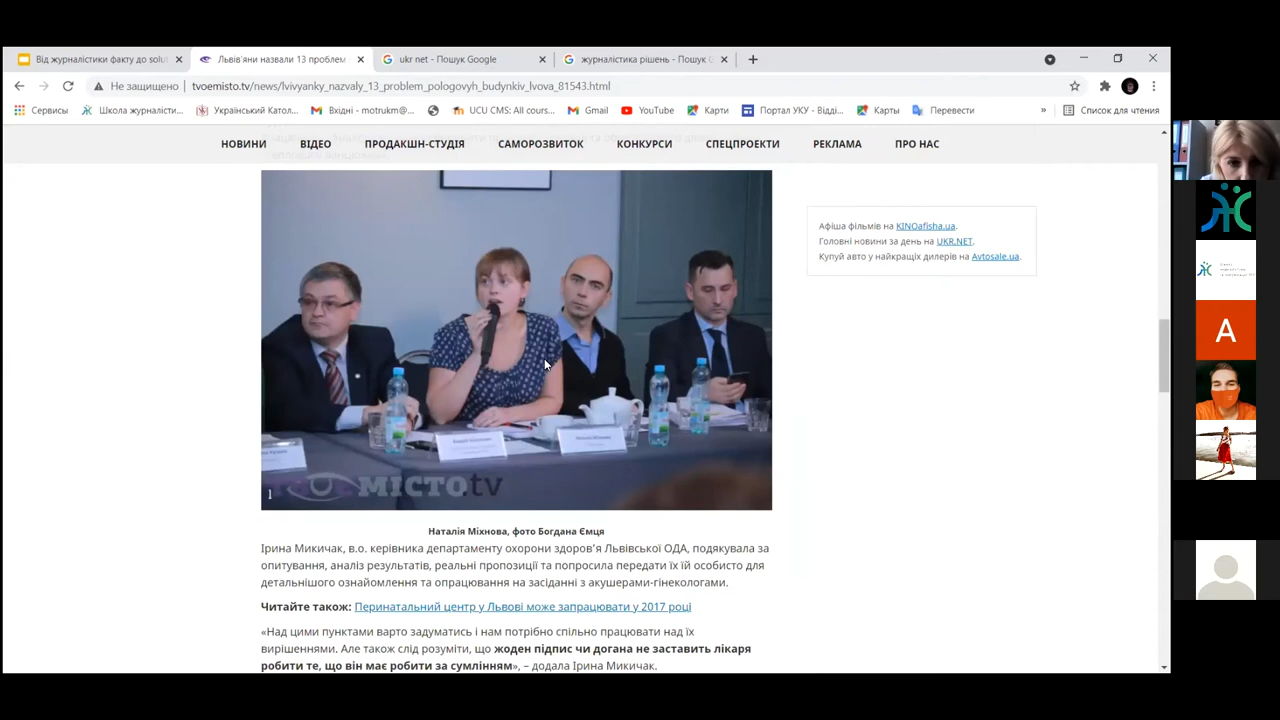 Від журналістики факту до solu
Львів'яни назвали 13 проблем
ukr net - Пошук Google
журналістика рішень - Пошук G
Не защищено
tvoemisto.tv/news/lvivyanky_nazvaly_13_problem_pologovyh_budynkiv_lvova_81543.html
Сервисы
Школа журналісти...
Український Катол...
Вхідні - motrukm@...
UCU CMS: All cours...
Gmail
YouTube
Карти
Портал УКУ - Відді...
Карты
Перевести
»
Список для чтения
НОВИНИ
ВІДЕО
ПРОДАКШН-СТУДІЯ
САМОРОЗВИТОК
КОНКУРСИ
СПЕЦПРОЕКТИ
РЕКЛАМА
ПРО НАС
Афіша фільмів на KINOafisha.ua.
Головні новини за день на UKR.NET.
Купуй авто у найкращіх дилерів на Avtosale.ua.
МІСТО.tv
1
Наталія Міхнова, фото Богдана Ємця
Ірина Микичак, в.о. керівника департаменту охорони здоров'я Львівської ОДА, подякувала за
опитування, аналіз результатів, реальні пропозиції та попросила передати їх їй особисто для
детальнішого ознайомлення та опрацювання на засіданні з акушерами-гінекологами.
Читайте також: Перинатальний центр у Львові може запрацювати у 2017 році
«Над цими пунктами варто задуматись і нам потрібно спільно працювати над їх
вирішеннями. Але також слід розуміти, що жоден підпис чи догана не заставить лікаря
робити те, що він має робити за сумлінням», – додала Ірина Микичак.
A